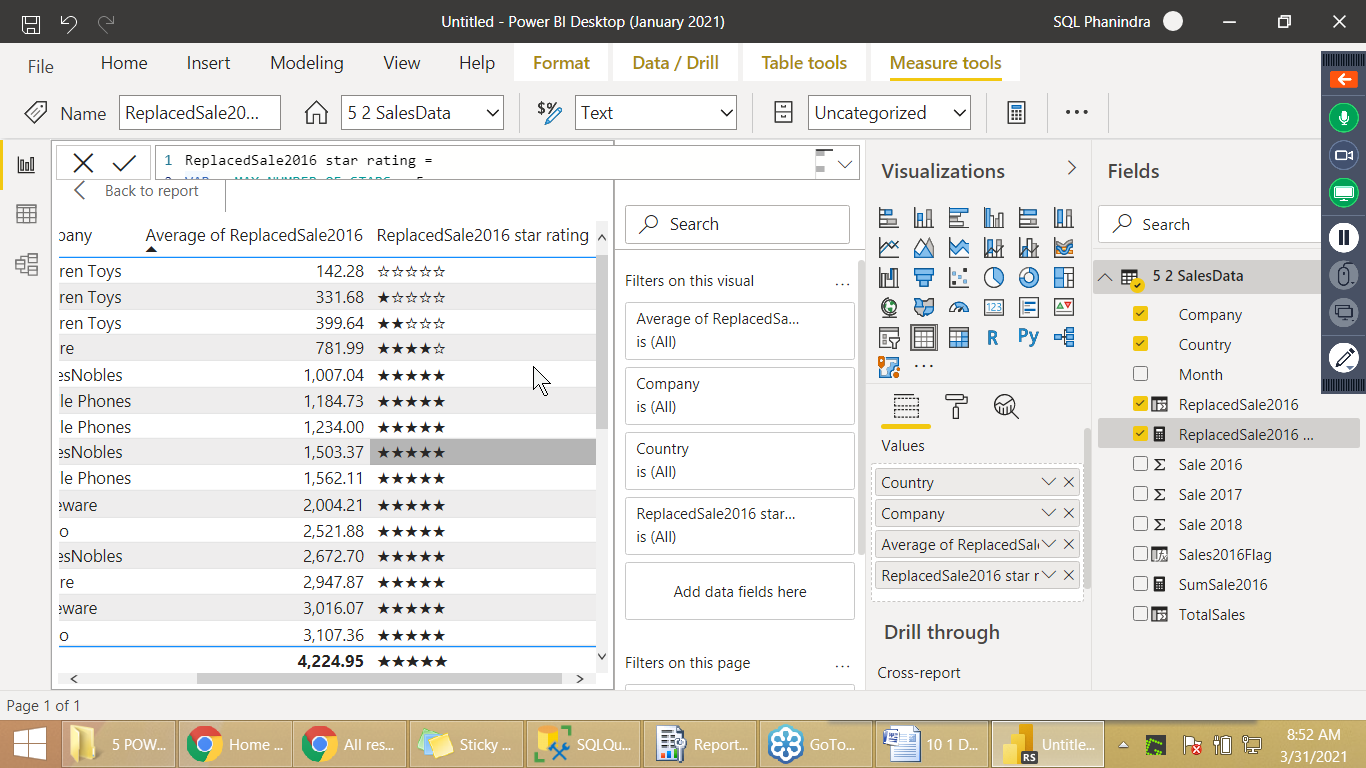 Untitled - Power BI Desktop (January 2021)
SQL Phanindra
File Home Insert Modeling View Help Format Data / Drill Table tools Measure tools
Name ReplacedSale20... 5 2 SalesData $% Text Uncategorized ...
1 ReplacedSale2016 star rating =
Back to report
pany Average of ReplacedSale2016 ReplacedSale2016 star rating
ren Toys 142.28 ☆☆☆☆☆
ren Toys 331.68 ★☆☆☆☆
ren Toys 399.64 ★★☆☆☆
re 781.99 ★★★★☆
esNobles 1,007.04 ★★★★★
le Phones 1,184.73 ★★★★★
le Phones 1,234.00 ★★★★★
esNobles 1,503.37 ★★★★★
le Phones 1,562.11 ★★★★★
eware 2,004.21 ★★★★★
o 2,521.88 ★★★★★
esNobles 2,672.70 ★★★★★
re 2,947.87 ★★★★★
eware 3,016.07 ★★★★★
o 3,107.36 ★★★★★
4,224.95 ★★★★★
Search
Filters on this visual ...
Average of ReplacedSa...
is (All)
Company
is (All)
Country
is (All)
ReplacedSale2016 star...
is (All)
Add data fields here
Filters on this page ...
Visualizations
123
R Py
...
Values
Country
Company
Average of ReplacedSal
ReplacedSale2016 star r
Drill through
Cross-report
Fields
Search
5 2 SalesData
Company
Country
Month
ReplacedSale2016
ReplacedSale2016 ...
Σ Sale 2016
Σ Sale 2017
Σ Sale 2018
Sales2016Flag
SumSale2016
TotalSales
Page 1 of 1
5 POW... Home ... All res... Sticky ... SQLQu... Report... GoTo... 10 1 D... RS Untitle...
8:52 AM
3/31/2021